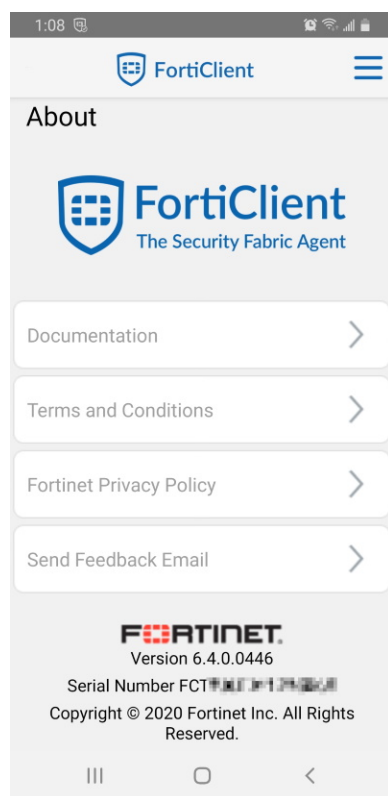 1:08
FortiClient
About
FortiClient
The Security Fabric Agent
Documentation
Terms and Conditions
Fortinet Privacy Policy
Send Feedback Email
FORTINET
Version 6.4.0.0446
Serial Number FCT
Copyright © 2020 Fortinet Inc. All Rights
Reserved.